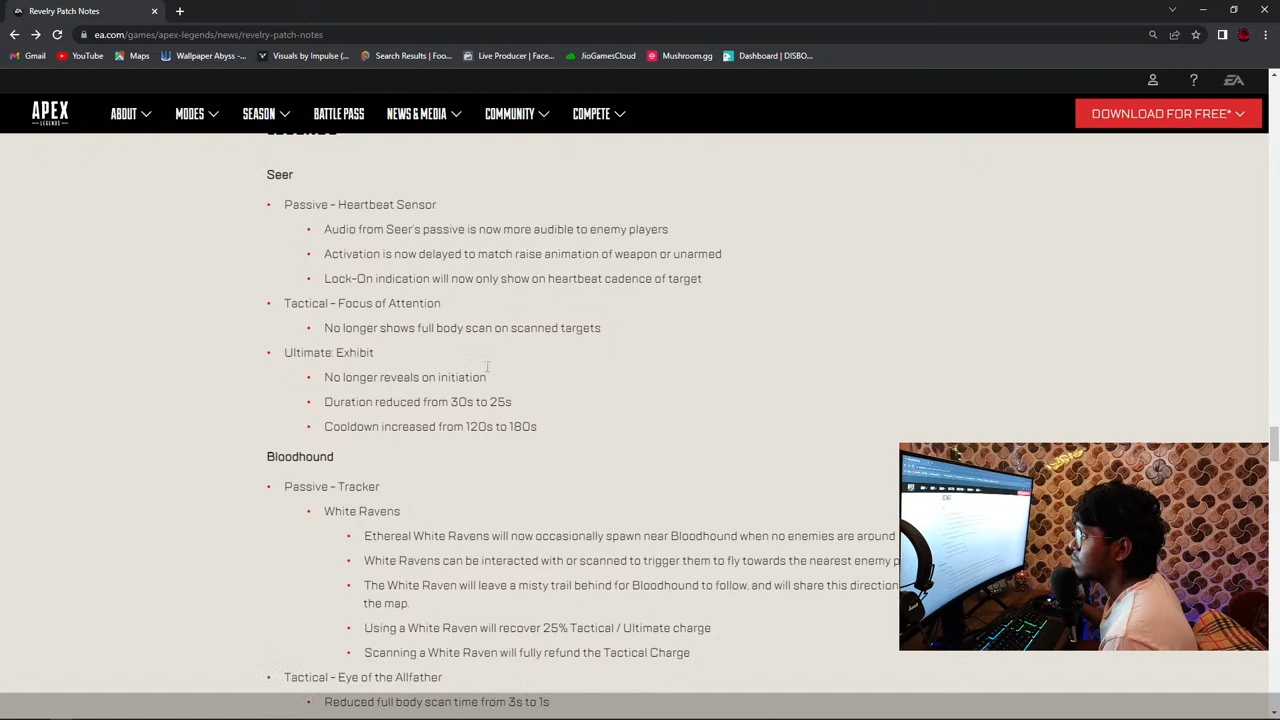 Revelry Patch Notes
ea.com/games/apex-legends/news/revelry-patch-notes
Gmail YouTube Maps Wallpaper Abyss -... Visuals by Impulse (... Search Results | Foo... Live Producer | Face... JioGamesCloud Mushroom.gg Dashboard | DISBO...
EA
APEX LEGENDS ABOUT MODES SEASON BATTLE PASS NEWS & MEDIA COMMUNITY COMPETE DOWNLOAD FOR FREE*
Seer
• Passive - Heartbeat Sensor
• Audio from Seer's passive is now more audible to enemy players
• Activation is now delayed to match raise animation of weapon or unarmed
• Lock-On indication will now only show on heartbeat cadence of target
• Tactical - Focus of Attention
• No longer shows full body scan on scanned targets
• Ultimate: Exhibit
• No longer reveals on initiation
• Duration reduced from 30s to 25s
• Cooldown increased from 120s to 180s
Bloodhound
• Passive - Tracker
• White Ravens
• Ethereal White Ravens will now occasionally spawn near Bloodhound when no enemies are around
• White Ravens can be interacted with or scanned to trigger them to fly towards the nearest enemy p
• The White Raven will leave a misty trail behind for Bloodhound to follow, and will share this direction
the map.
• Using a White Raven will recover 25% Tactical / Ultimate charge
• Scanning a White Raven will fully refund the Tactical Charge
• Tactical - Eye of the Allfather
• Reduced full body scan time from 3s to 1s